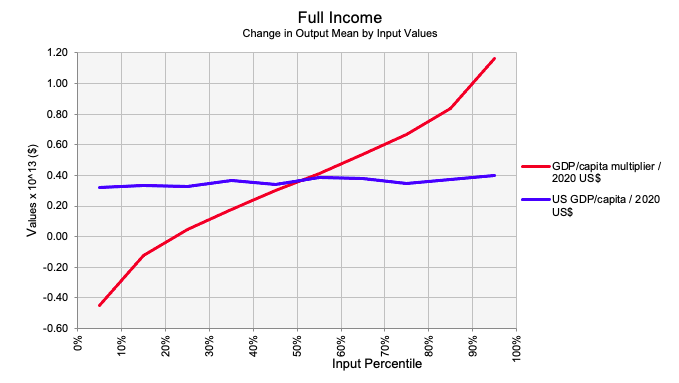 Full Income
Change in Output Mean by Input Values
Values x 10^13 ($)
1.20
1.00
0.80
0.60
0.40
0.20
0.00
-0.20
-0.40
-0.60
0%
10%
20%
30%
40%
50%
60%
70%
80%
90%
100%
Input Percentile
GDP/capita multiplier /
2020 US$
US GDP/capita / 2020
US$